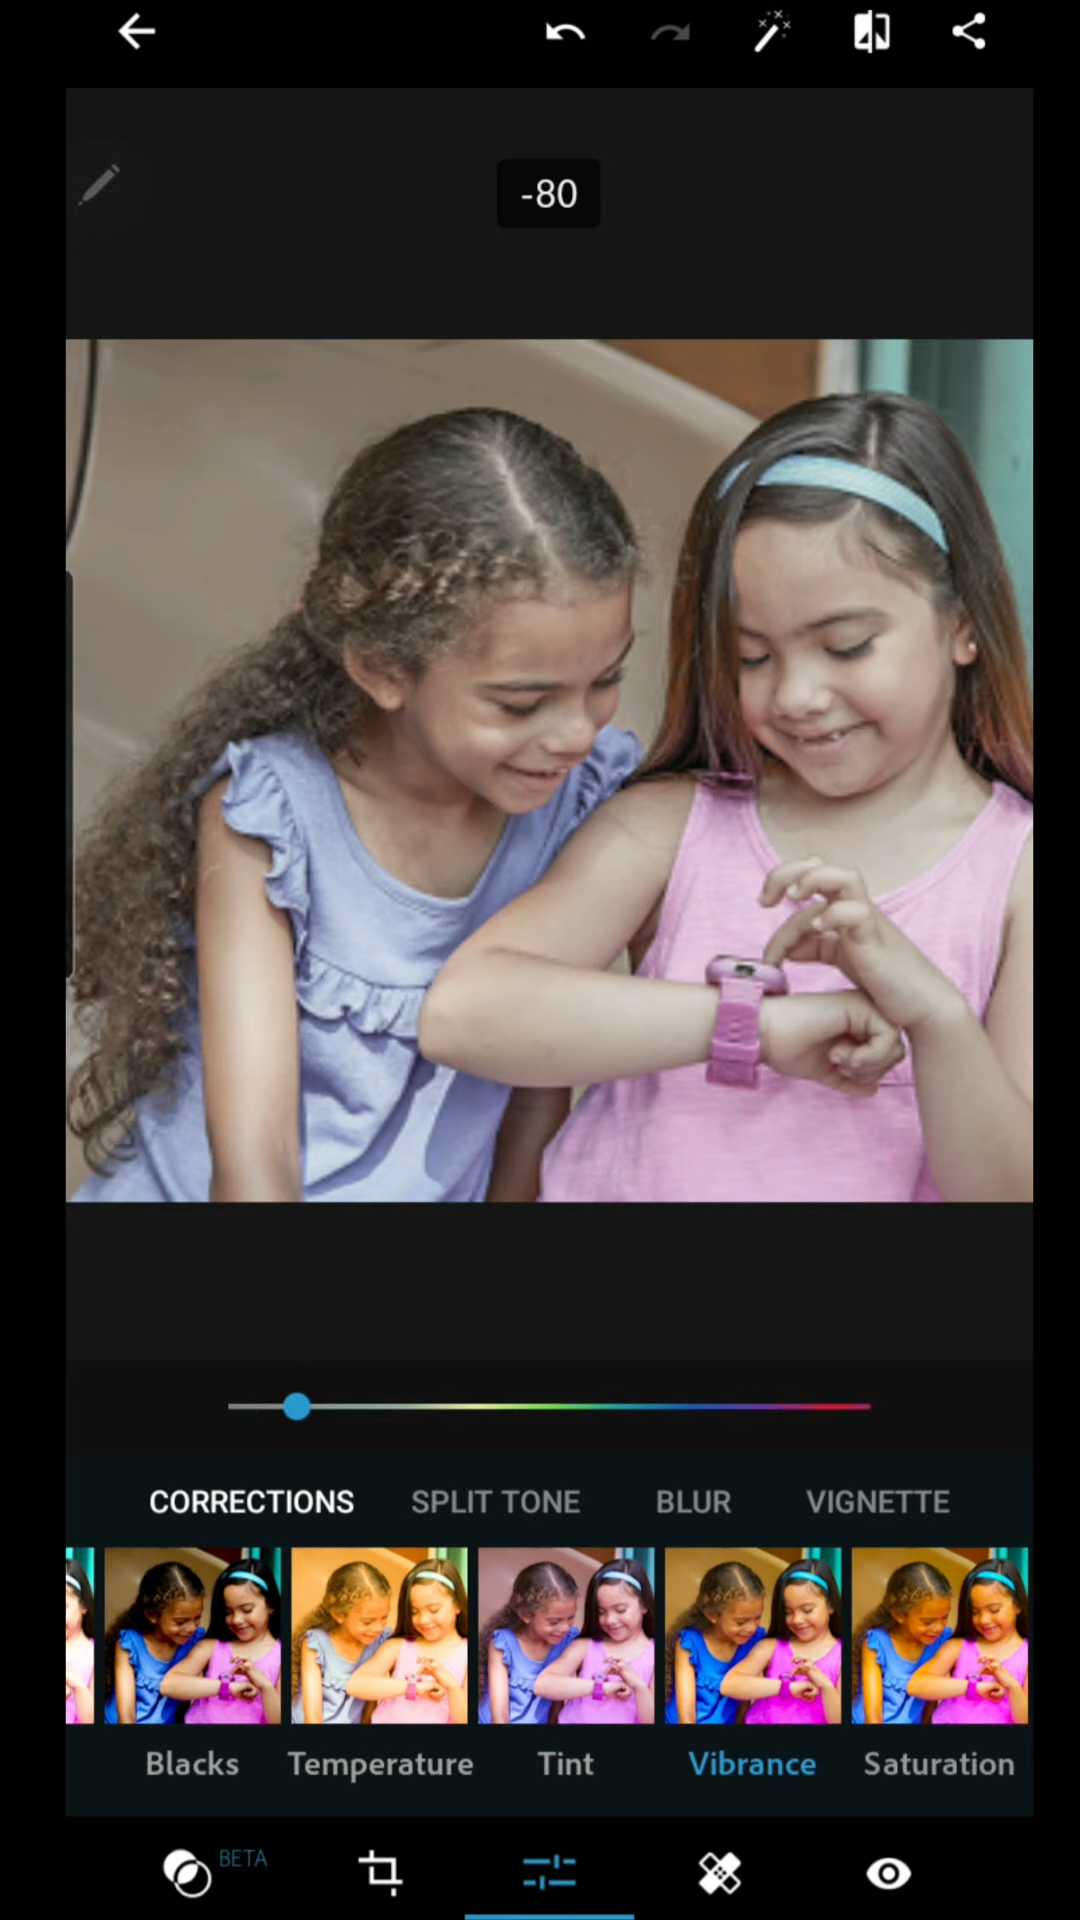 -80
CORRECTIONS SPLIT TONE BLUR VIGNETTE
Blacks Temperature Tint Vibrance Saturation
BETA